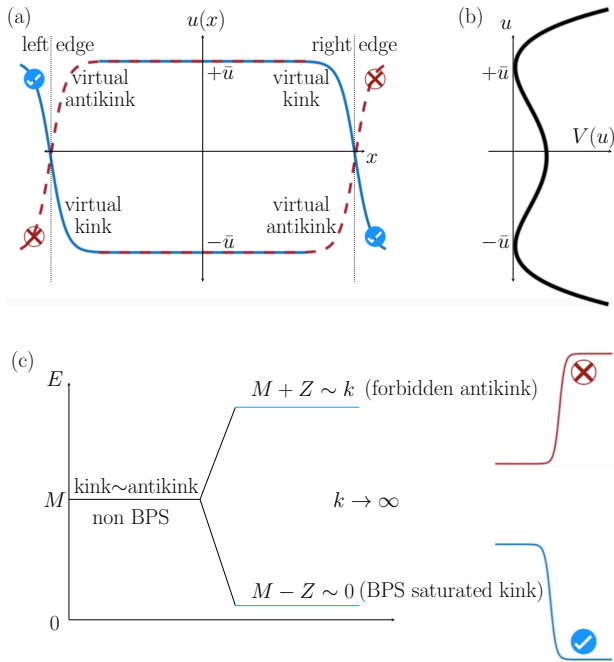 (a)
u(x)
left edge
right edge
virtual antikink
+ū
virtual kink
x
virtual kink
virtual antikink
−ū
(b)
u
+ū
V(u)
−ū
(c)
E
M + Z ∼ k (forbidden antikink)
kink∼antikink
M
non BPS
k → ∞
M − Z ∼ 0 (BPS saturated kink)
0